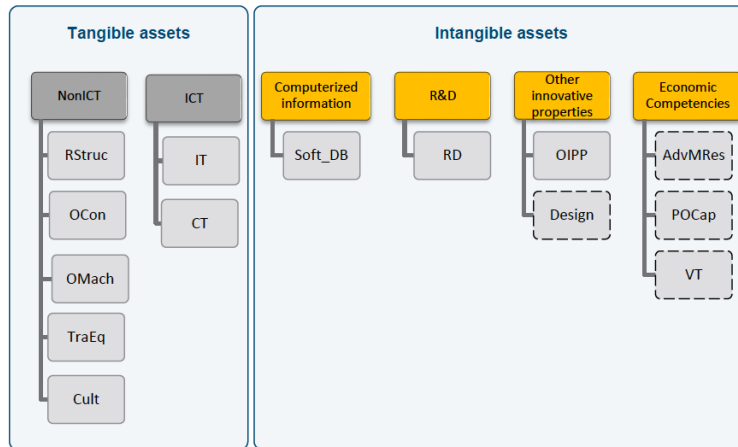 Tangible assets
NonICT
ICT
RStruc
IT
OCon
CT
OMach
TraEq
Cult
Intangible assets
Computerized
information
R&D
Other
innovative
properties
Economic
Competencies
Soft_DB
RD
OIPP
AdvMRes
Design
POCap
VT